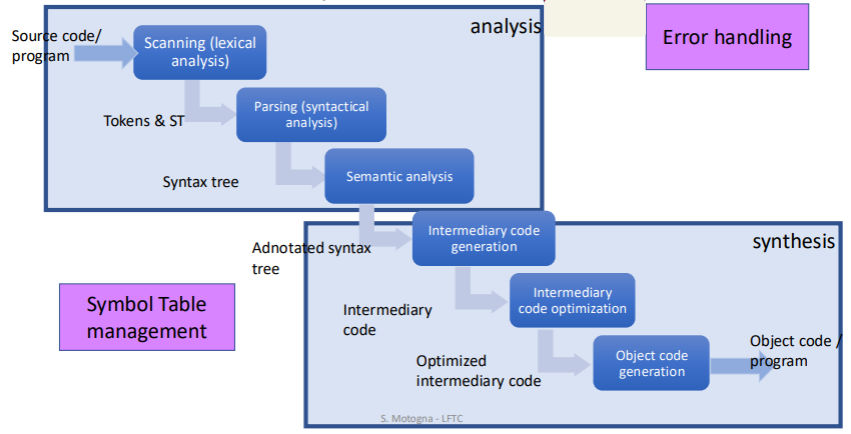 analysis
Error handling
Source code/
program
Scanning (lexical
analysis)
Tokens & ST
Parsing (syntactical
analysis)
Syntax tree
Semantic analysis
Adnotated syntax
tree
Intermediary code
generation
synthesis
Symbol Table
management
Intermediary
code
Intermediary
code optimization
Optimized
intermediary code
Object code
generation
Object code /
program
S. Motogna - LFTC